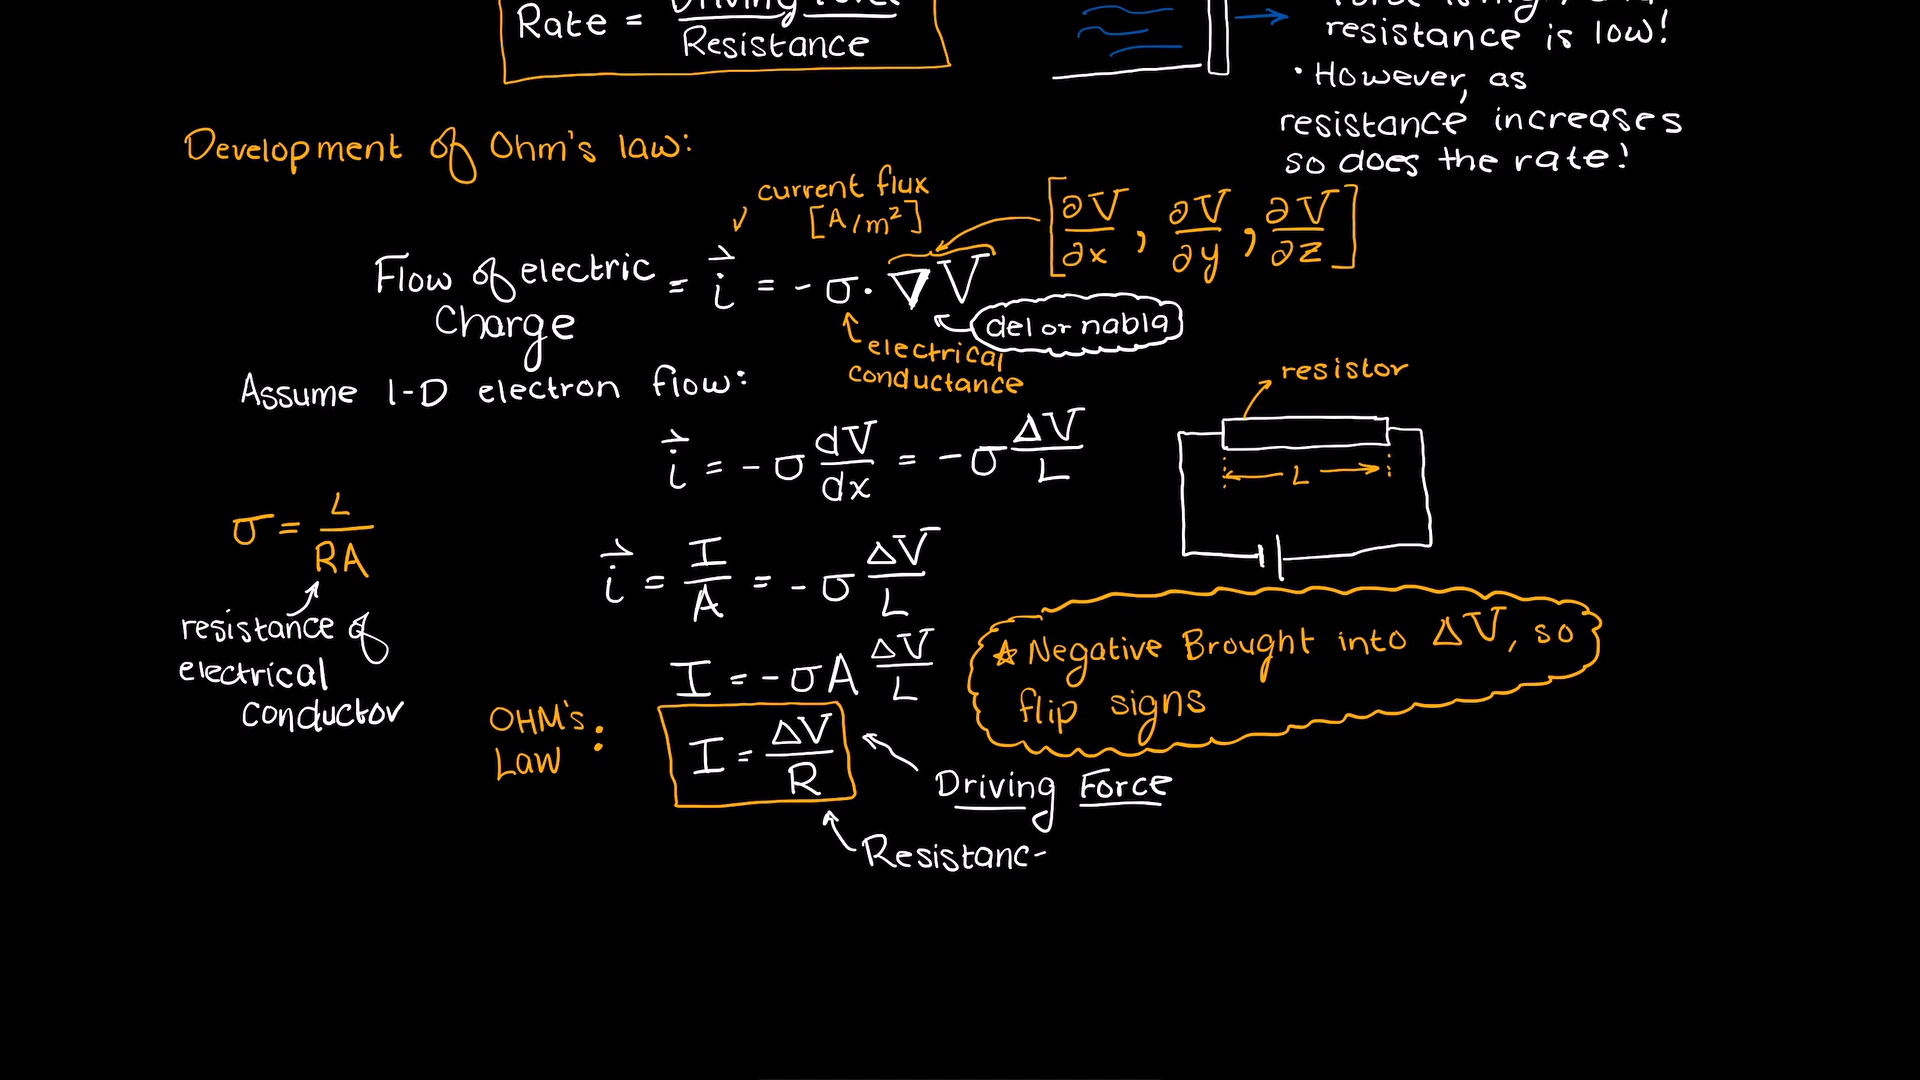 Rate = Driving Force / Resistance
resistance is low!
• However, as
resistance increases
so does the rate!
Development of Ohm's law:
current flux
[A/m²]
[∂V/∂x, ∂V/∂y, ∂V/∂z]
Flow of electric
Charge
= i⃗ = - σ · ∇V
del or nabla
electrical
conductance
Assume 1-D electron flow:
i⃗ = - σ dV/dx = - σ ΔV/L
resistor
L
σ = L/RA
resistance of
electrical
conductor
i⃗ = I/A = - σ ΔV/L
I = - σA ΔV/L
☆ Negative Brought into ΔV, so
flip signs
OHM's
LAW :
I = ΔV/R
Driving Force
Resistanc-